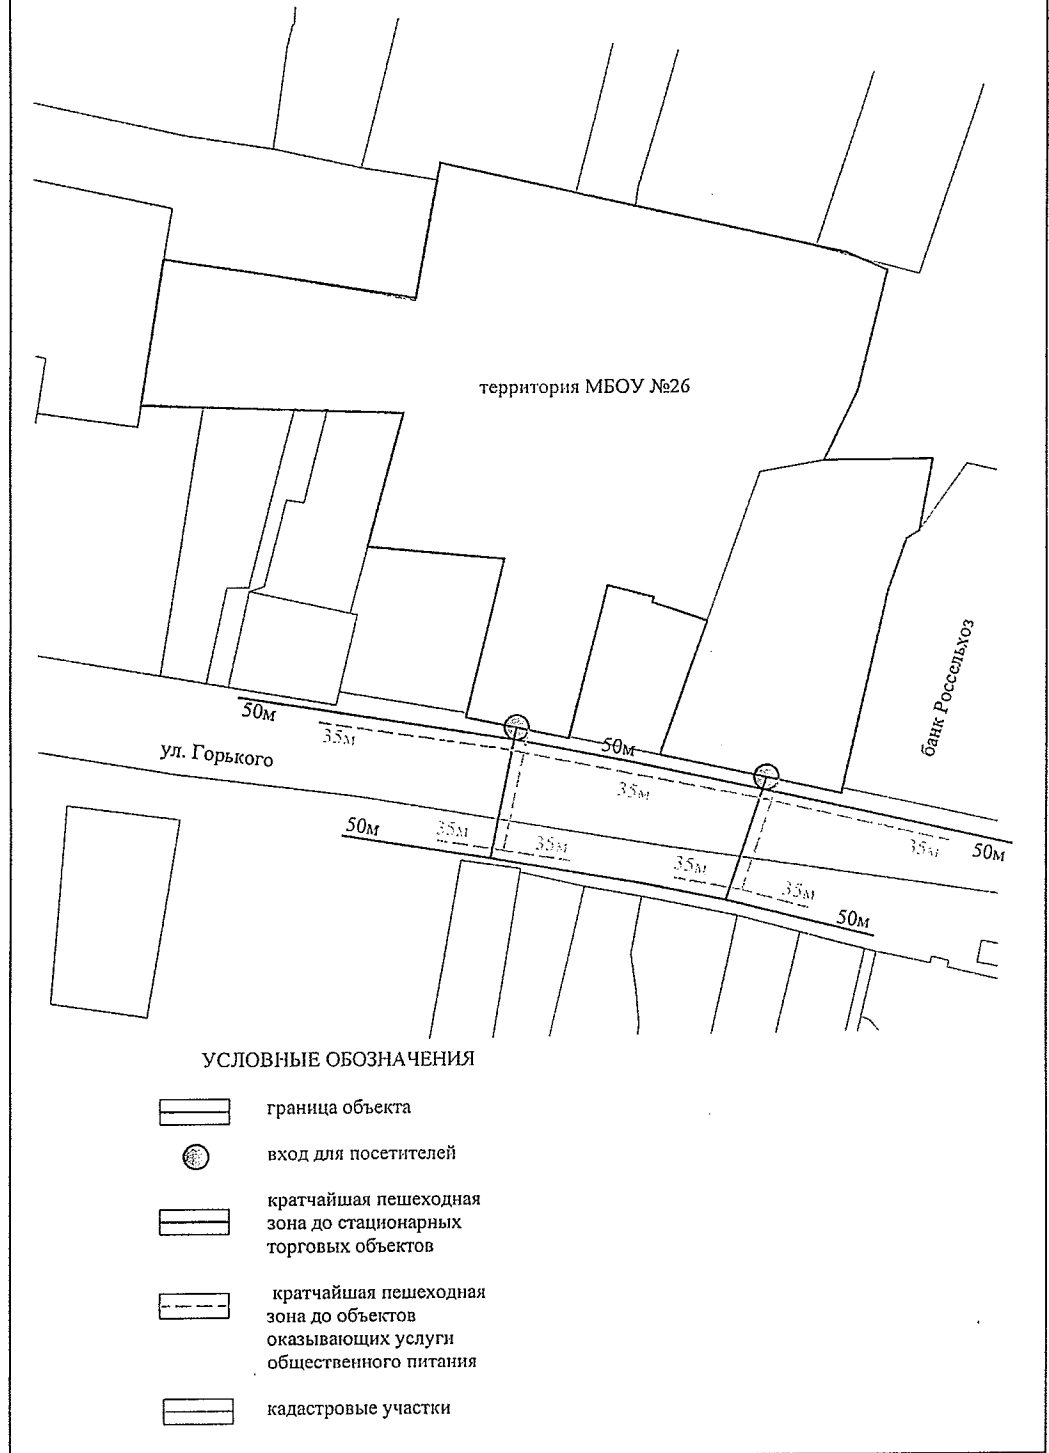 территория МБОУ №26
банк Россельхоз
50м
35м
50м
ул. Горького
35м
35м
50м
50м
35м
35м
35м
35м
50м
УСЛОВНЫЕ ОБОЗНАЧЕНИЯ
граница объекта
вход для посетителей
кратчайшая пешеходная
зона до стационарных
торговых объектов
кратчайшая пешеходная
зона до объектов
оказывающих услуги
общественного питания
кадастровые участки